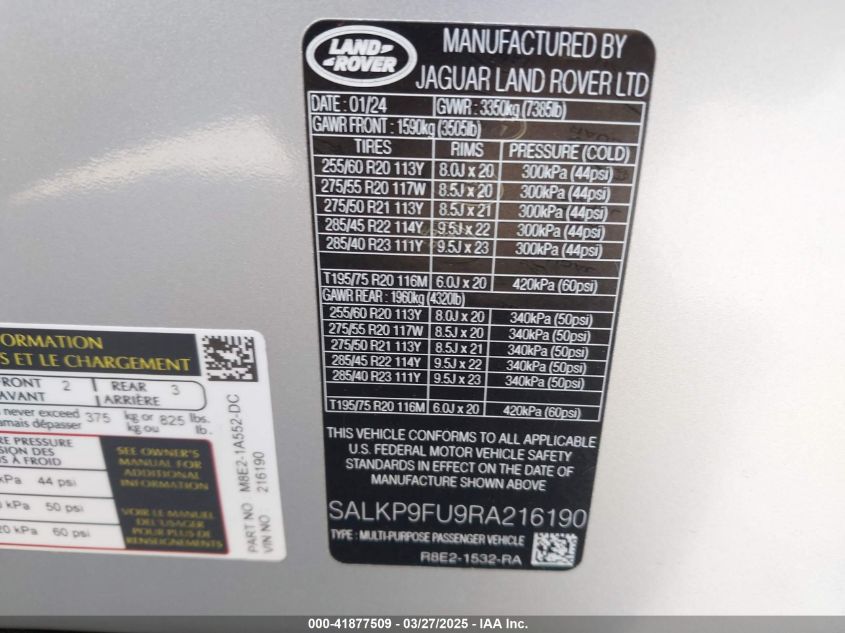 LAND
ROVER
MANUFACTURED BY
JAGUAR LAND ROVER LTD
DATE: 01/24 GVWR: 3350kg (7385lb)
GAWR FRONT: 1590kg (3505lb)
TIRES RIMS PRESSURE (COLD)
255/60 R20 113Y 8.0J x 20 300kPa (44psi)
275/55 R20 117W 8.5J x 20 300kPa (44psi)
275/50 R21 113Y 8.5J x 21 300kPa (44psi)
285/45 R22 114Y 9.5J x 22 300kPa (44psi)
285/40 R23 111Y 9.5J x 23 300kPa (44psi)
T195/75 R20 116M 6.0J x 20 420kPa (60psi)
GAWR REAR: 1960kg (4320lb)
255/60 R20 113Y 8.0J x 20 340kPa (50psi)
275/55 R20 117W 8.5J x 20 340kPa (50psi)
275/50 R21 113Y 8.5J x 21 340kPa (50psi)
285/45 R22 114Y 9.5J x 22 340kPa (50psi)
285/40 R23 111Y 9.5J x 23 340kPa (50psi)
T195/75 R20 116M 6.0J x 20 420kPa (60psi)
THIS VEHICLE CONFORMS TO ALL APPLICABLE
U.S. FEDERAL MOTOR VEHICLE SAFETY
STANDARDS IN EFFECT ON THE DATE OF
MANUFACTURE SHOWN ABOVE
SALKP9FU9RA216190
TYPE: MULTI-PURPOSE PASSENGER VEHICLE
R8E2-1532-RA
FORMATION
S ET LE CHARGEMENT
FRONT 2 REAR 3
AVANT ARRIÈRE
never exceed 375 kg or 825 lbs.
jamais dépasser kg ou lb.
RE PRESSURE
SION DES
S À FROID
kPa 44 psi
kPa 50 psi
20 kPa 60 psi
SEE OWNER'S
MANUAL FOR
ADDITIONAL
INFORMATION
VOIR LE MANUEL
DE L'USAGER
POUR PLUS DE
RENSEIGNEMENTS
M8E2-1A552-DC
VIN NO: 216190
000-41877509 - 03/27/2025 - IAA Inc.